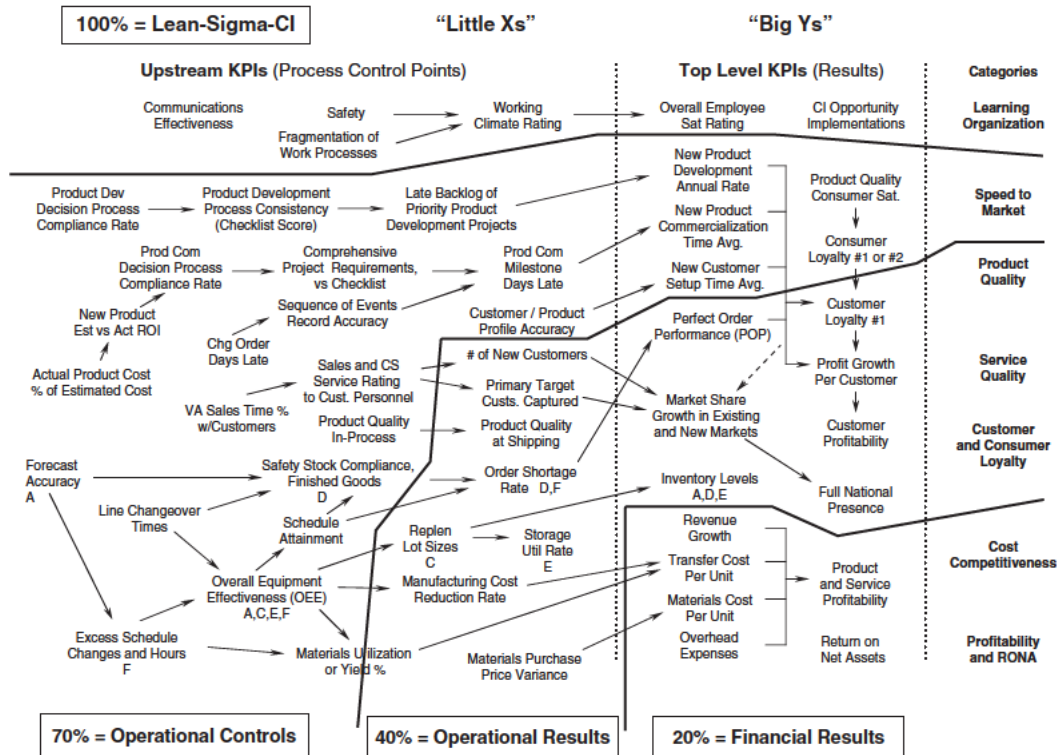 100% = Lean-Sigma-CI
“Little Xs”
“Big Ys”
Upstream KPIs (Process Control Points)
Top Level KPIs (Results)
Categories
Communications
Effectiveness
Safety
Fragmentation of
Work Processes
Working
Climate Rating
Overall Employee
Sat Rating
CI Opportunity
Implementations
Learning
Organization
Product Dev
Decision Process
Compliance Rate
Product Development
Process Consistency
(Checklist Score)
Late Backlog of
Priority Product
Development Projects
New Product
Development
Annual Rate
Product Quality
Consumer Sat.
Speed to
Market
Prod Com
Decision Process
Compliance Rate
Comprehensive
Project Requirements,
vs Checklist
Prod Com
Milestone
Days Late
New Product
Commercialization
Time Avg.
Consumer
Loyalty #1 or #2
Product
Quality
New Product
Est vs Act ROI
Sequence of Events
Record Accuracy
Customer / Product
Profile Accuracy
New Customer
Setup Time Avg.
Customer
Loyalty #1
Chg Order
Days Late
Perfect Order
Performance (POP)
Actual Product Cost
% of Estimated Cost
Sales and CS
Service Rating
to Cust. Personnel
# of New Customers
Profit Growth
Per Customer
Service
Quality
VA Sales Time %
w/Customers
Primary Target
Custs. Captured
Market Share
Growth in Existing
and New Markets
Product Quality
In-Process
Product Quality
at Shipping
Customer
Profitability
Customer
and Consumer
Loyalty
Forecast
Accuracy
A
Safety Stock Compliance,
Finished Goods
D
Order Shortage
Rate D,F
Inventory Levels
A,D,E
Full National
Presence
Line Changeover
Times
Schedule
Attainment
Replen
Lot Sizes
C
Storage
Util Rate
E
Revenue
Growth
Cost
Competitiveness
Overall Equipment
Effectiveness (OEE)
A,C,E,F
Manufacturing Cost
Reduction Rate
Transfer Cost
Per Unit
Product
and Service
Profitability
Materials Cost
Per Unit
Excess Schedule
Changes and Hours
F
Materials Utilization
or Yield %
Materials Purchase
Price Variance
Overhead
Expenses
Return on
Net Assets
Profitability
and RONA
70% = Operational Controls
40% = Operational Results
20% = Financial Results